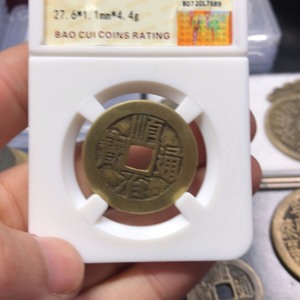 27.6*1.1mm*4.4g
BAO CUI COINS RATING
順治通寶